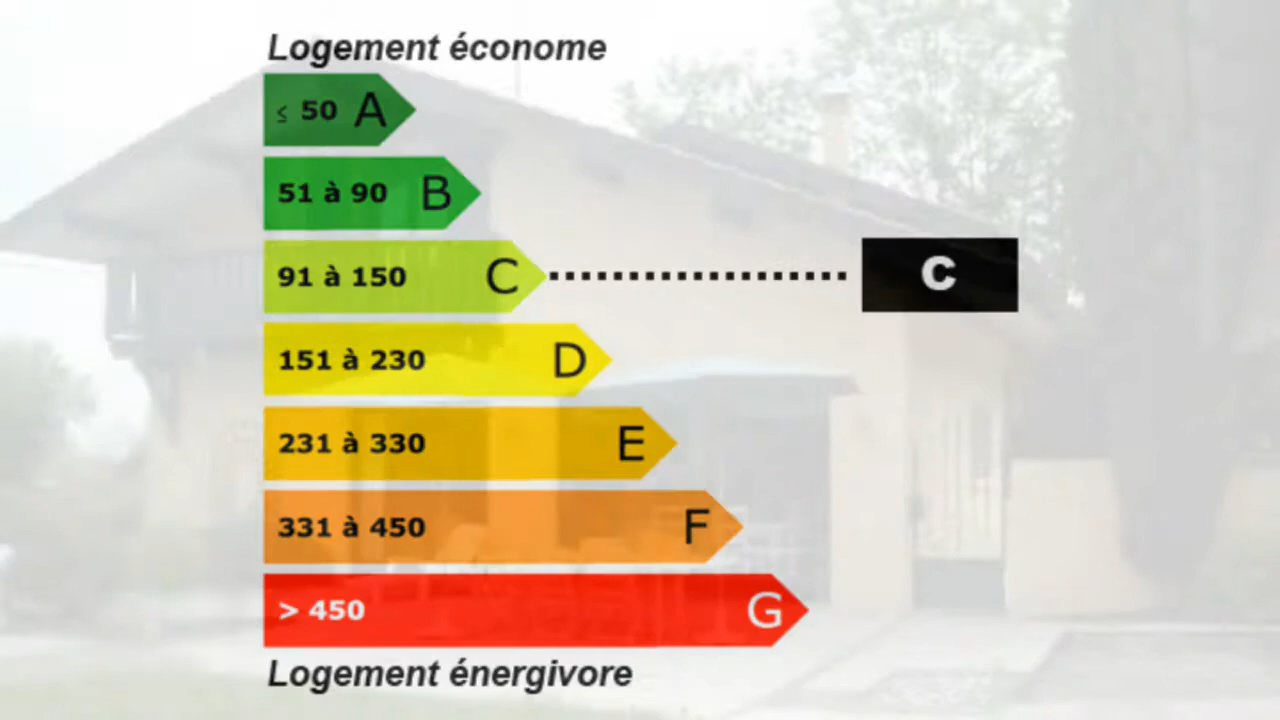 Logement économe
≤ 50 A
51 à 90 B
91 à 150 C
C
151 à 230 D
231 à 330 E
331 à 450 F
> 450 G
Logement énergivore